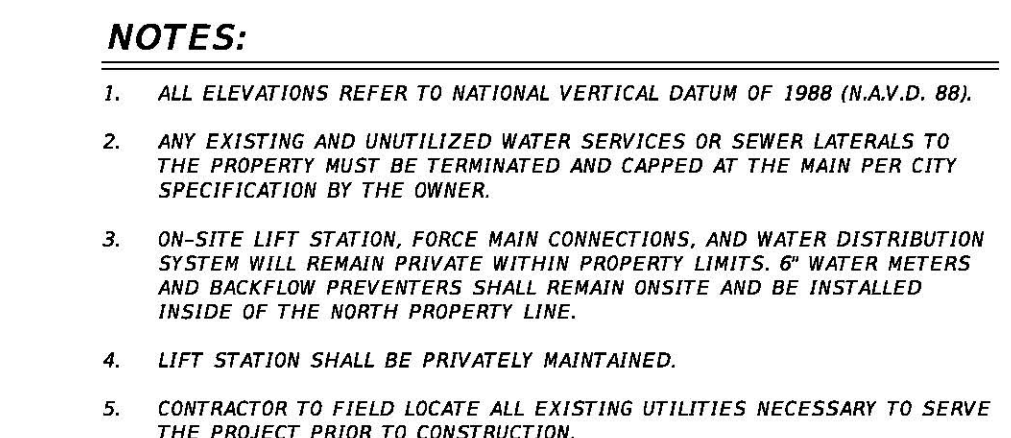 NOTES:
1. ALL ELEVATIONS REFER TO NATIONAL VERTICAL DATUM OF 1988 (N.A.V.D. 88).
2. ANY EXISTING AND UNUTILIZED WATER SERVICES OR SEWER LATERALS TO
THE PROPERTY MUST BE TERMINATED AND CAPPED AT THE MAIN PER CITY
SPECIFICATION BY THE OWNER.
3. ON-SITE LIFT STATION, FORCE MAIN CONNECTIONS, AND WATER DISTRIBUTION
SYSTEM WILL REMAIN PRIVATE WITHIN PROPERTY LIMITS. 6" WATER METERS
AND BACKFLOW PREVENTERS SHALL REMAIN ONSITE AND BE INSTALLED
INSIDE OF THE NORTH PROPERTY LINE.
4. LIFT STATION SHALL BE PRIVATELY MAINTAINED.
5. CONTRACTOR TO FIELD LOCATE ALL EXISTING UTILITIES NECESSARY TO SERVE
THE PROJECT PRIOR TO CONSTRUCTION.